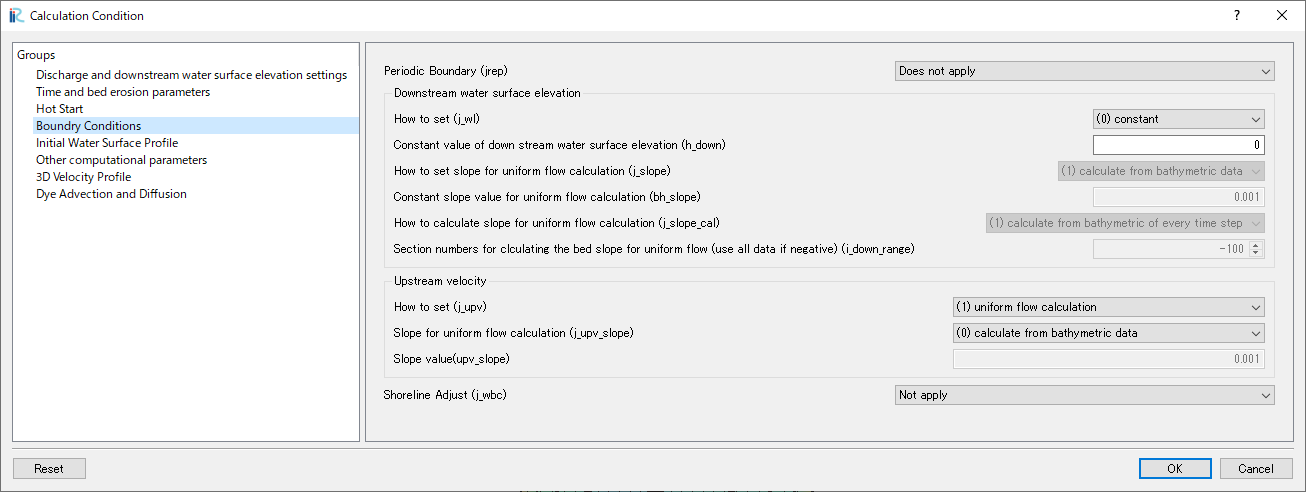 Calculation Condition
?
Groups
Discharge and downstream water surface elevation settings
Time and bed erosion parameters
Hot Start
Boundry Conditions
Initial Water Surface Profile
Other computational parameters
3D Velocity Profile
Dye Advection and Diffusion
Periodic Boundary (jrep) Does not apply
Downstream water surface elevation
How to set (j_wl) (0) constant
Constant value of down stream water surface elevation (h_down) 0
How to set slope for uniform flow calculation (j_slope) (1) calculate from bathymetric data
Constant slope value for uniform flow calculation (bh_slope) 0.001
How to calculate slope for uniform flow calculation (j_slope_cal) (1) calculate from bathymetric of every time step
Section numbers for clculating the bed slope for uniform flow (use all data if negative) (i_down_range) -100
Upstream velocity
How to set (j_upv) (1) uniform flow calculation
Slope for uniform flow calculation (j_upv_slope) (0) calculate from bathymetric data
Slope value(upv_slope) 0.001
Shoreline Adjust (j_wbc) Not apply
Reset OK Cancel